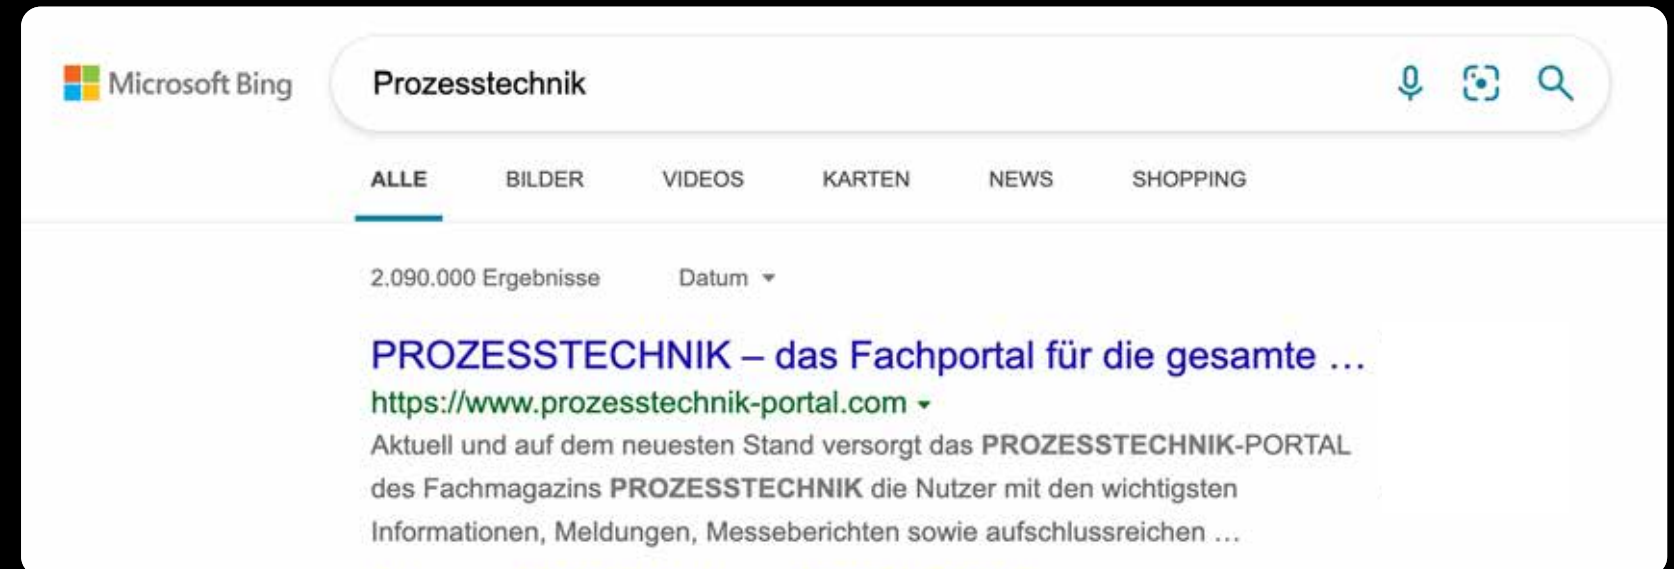 Microsoft Bing
Prozesstechnik
ALLE BILDER VIDEOS KARTEN NEWS SHOPPING
2.090.000 Ergebnisse Datum
PROZESSTECHNIK – das Fachportal für die gesamte ...
https://www.prozesstechnik-portal.com
Aktuell und auf dem neuesten Stand versorgt das PROZESSTECHNIK-PORTAL
des Fachmagazins PROZESSTECHNIK die Nutzer mit den wichtigsten
Informationen, Meldungen, Messeberichten sowie aufschlussreichen ...